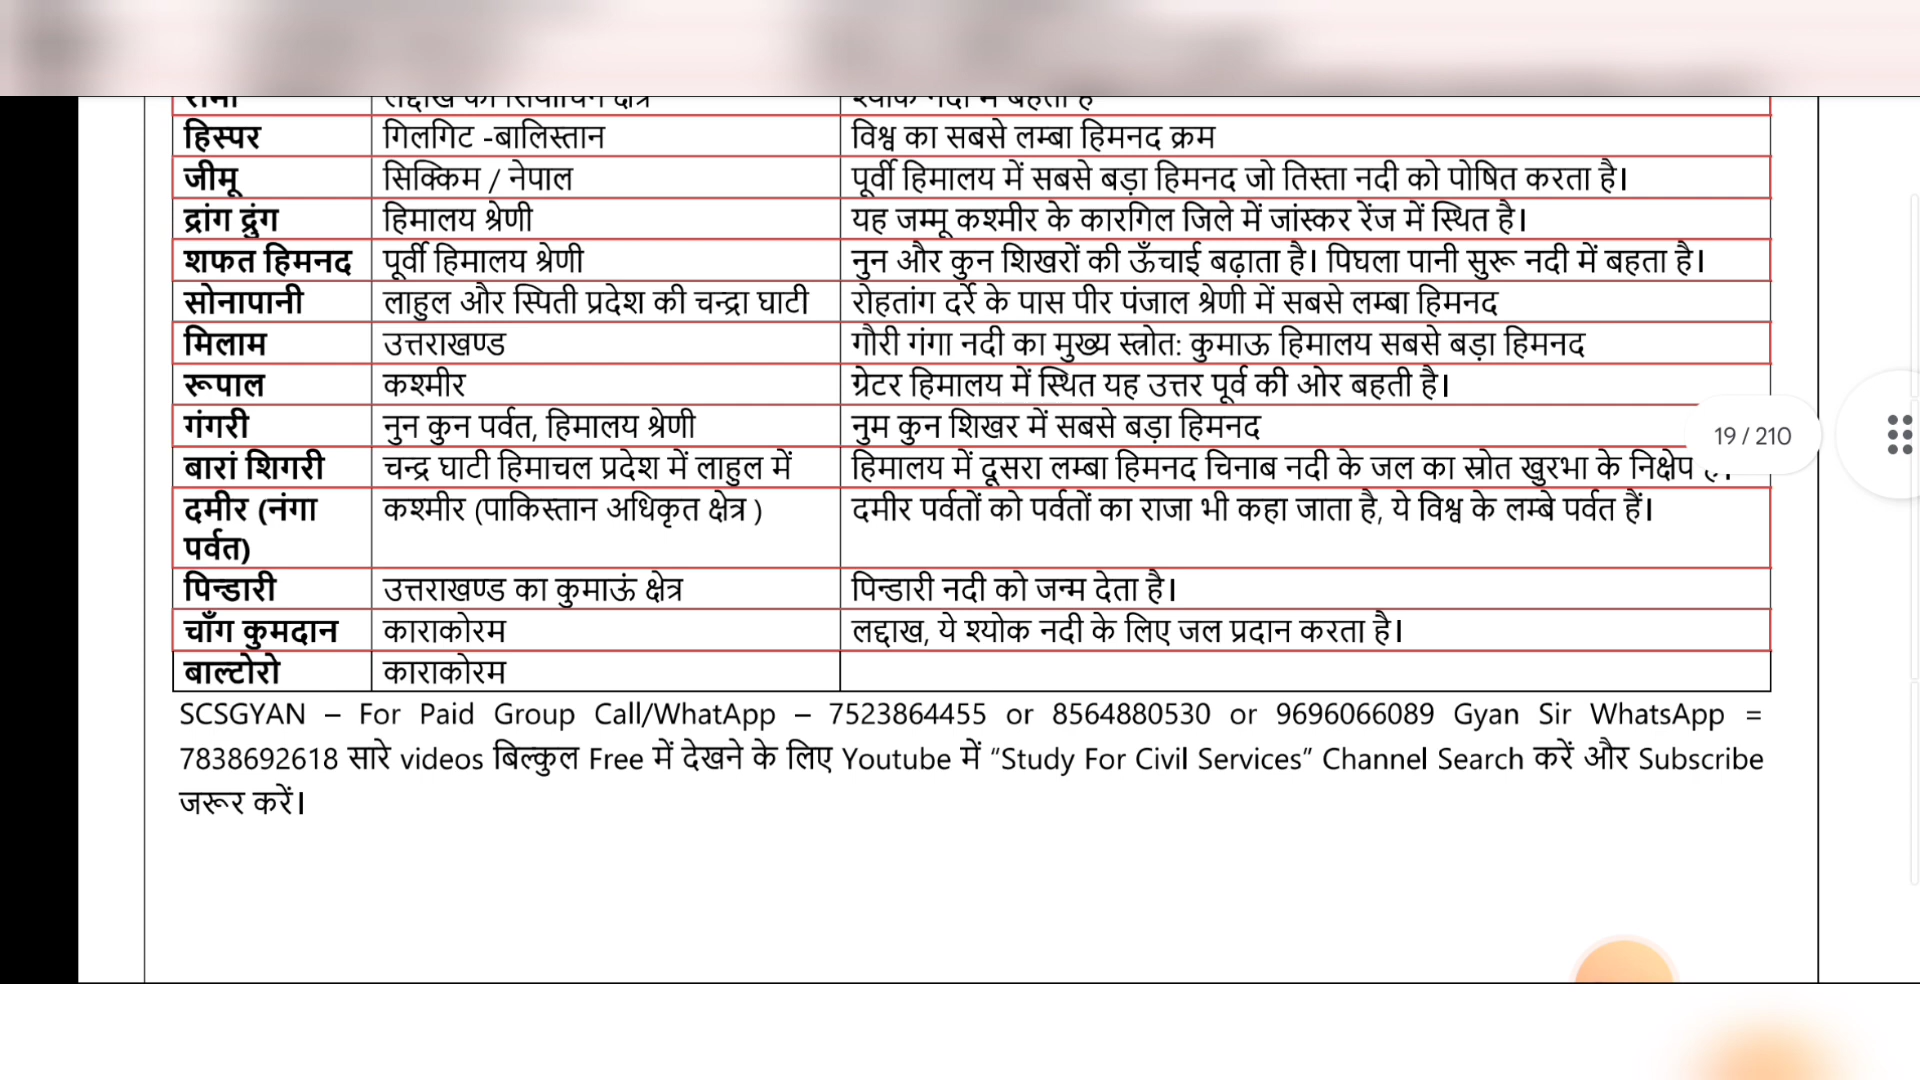 हिस्पर गिलगिट -बालिस्तान विश्व का सबसे लम्बा हिमनद क्रम
जीमू सिक्किम / नेपाल पूर्वी हिमालय में सबसे बड़ा हिमनद जो तिस्ता नदी को पोषित करता है।
द्रांग द्रुंग हिमालय श्रेणी यह जम्मू कश्मीर के कारगिल जिले में जांस्कर रेंज में स्थित है।
शफत हिमनद पूर्वी हिमालय श्रेणी नुन और कुन शिखरों की ऊँचाई बढ़ाता है। पिघला पानी सुरू नदी में बहता है।
सोनापानी लाहुल और स्पिती प्रदेश की चन्द्रा घाटी रोहतांग दर्रे के पास पीर पंजाल श्रेणी में सबसे लम्बा हिमनद
मिलाम उत्तराखण्ड गौरी गंगा नदी का मुख्य स्त्रोत: कुमाऊ हिमालय सबसे बड़ा हिमनद
रूपाल कश्मीर ग्रेटर हिमालय में स्थित यह उत्तर पूर्व की ओर बहती है।
गंगरी नुन कुन पर्वत, हिमालय श्रेणी नुम कुन शिखर में सबसे बड़ा हिमनद
19 / 210
बारां शिगरी चन्द्र घाटी हिमाचल प्रदेश में लाहुल में हिमालय में दूसरा लम्बा हिमनद चिनाब नदी के जल का स्रोत खुरभा के निक्षेप
दमीर (नंगा कश्मीर (पाकिस्तान अधिकृत क्षेत्र ) दमीर पर्वतों को पर्वतों का राजा भी कहा जाता है, ये विश्व के लम्बे पर्वत हैं।
पर्वत)
पिन्डारी उत्तराखण्ड का कुमाऊं क्षेत्र पिन्डारी नदी को जन्म देता है।
चाँग कुमदान काराकोरम लद्दाख, ये श्योक नदी के लिए जल प्रदान करता है।
बाल्टोरो काराकोरम
SCSGYAN – For Paid Group Call/WhatApp – 7523864455 or 8564880530 or 9696066089 Gyan Sir WhatsApp =
7838692618 सारे videos बिल्कुल Free में देखने के लिए Youtube में “Study For Civil Services” Channel Search करें और Subscribe
जरूर करें।